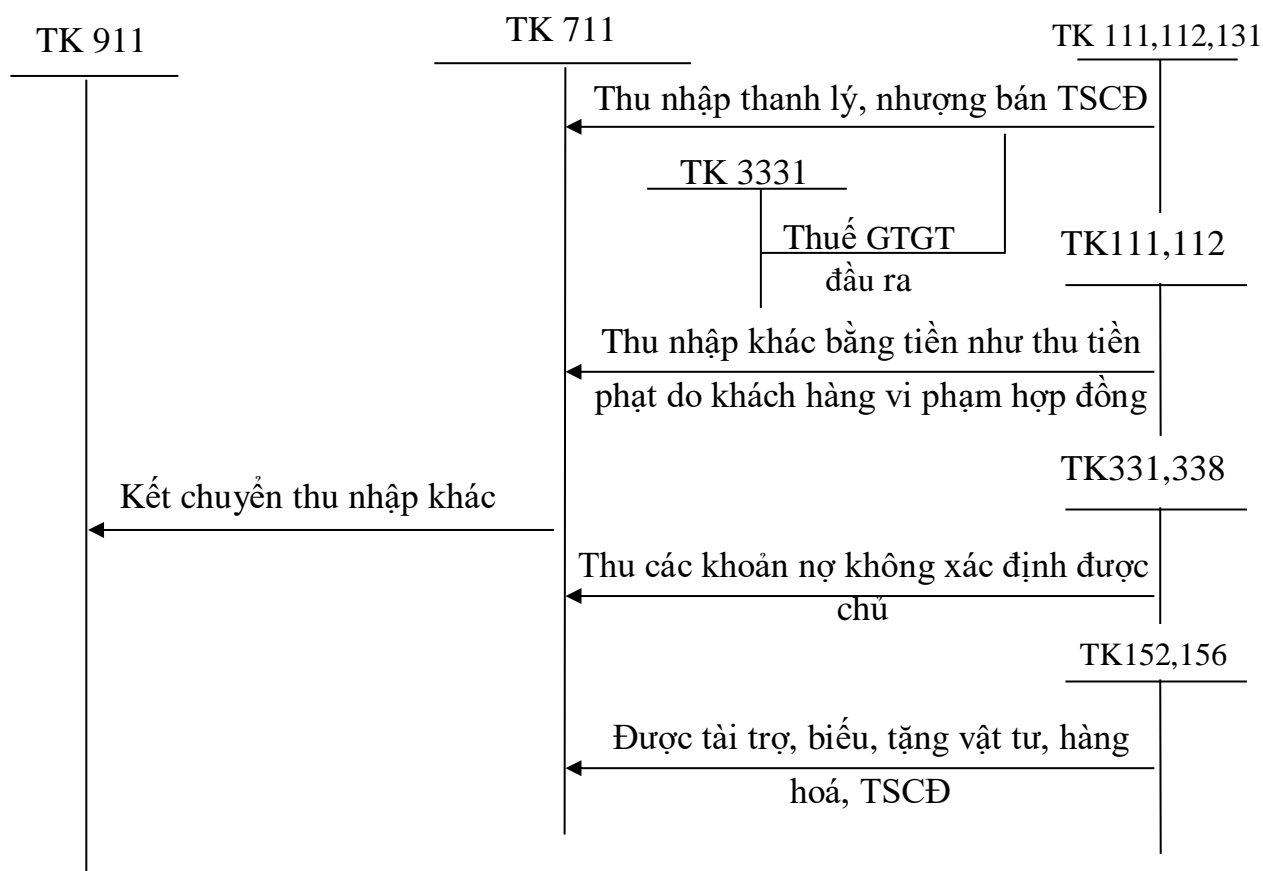 TK 911
TK 711
TK 111,112,131
Thu nhập thanh lý, nhượng bán TSCĐ
TK 3331
Thuế GTGT
đầu ra
TK111,112
Thu nhập khác bằng tiền như thu tiền
phạt do khách hàng vi phạm hợp đồng
TK331,338
Kết chuyển thu nhập khác
Thu các khoản nợ không xác định được
chủ
TK152,156
Được tài trợ, biếu, tặng vật tư, hàng
hoá, TSCĐ